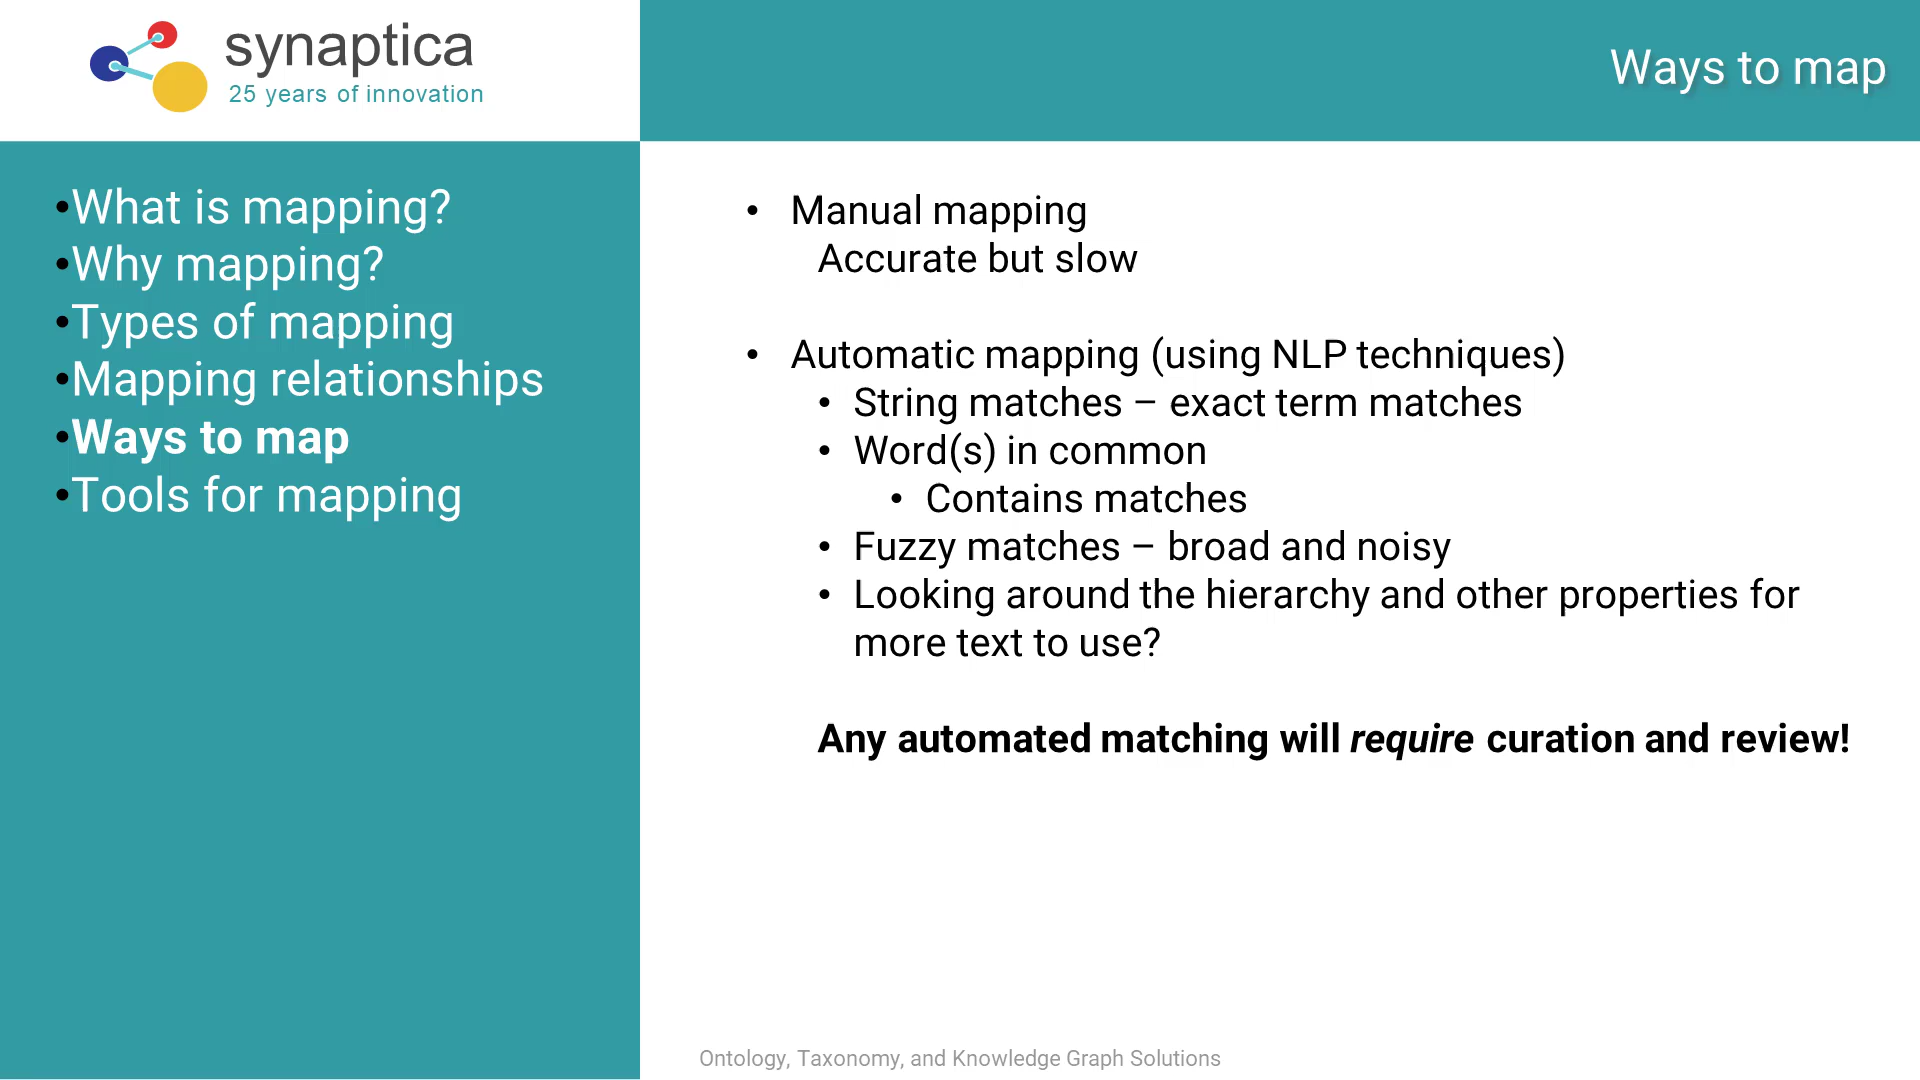 synaptica
25 years of innovation
Ways to map
•What is mapping?
•Why mapping?
•Types of mapping
•Mapping relationships
•Ways to map
•Tools for mapping
• Manual mapping
Accurate but slow
• Automatic mapping (using NLP techniques)
• String matches – exact term matches
• Word(s) in common
• Contains matches
• Fuzzy matches – broad and noisy
• Looking around the hierarchy and other properties for
more text to use?
Any automated matching will require curation and review!
Ontology, Taxonomy, and Knowledge Graph Solutions